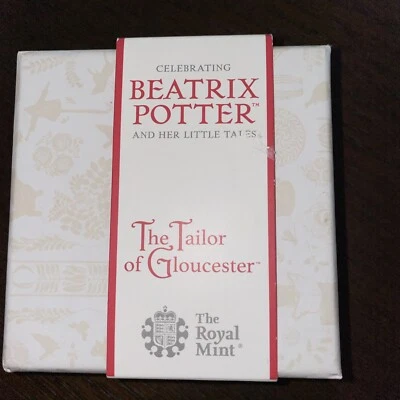 CELEBRATING
BEATRIX
POTTER™
AND HER LITTLE TALES
The Tailor
of Gloucester™
The
Royal
Mint®